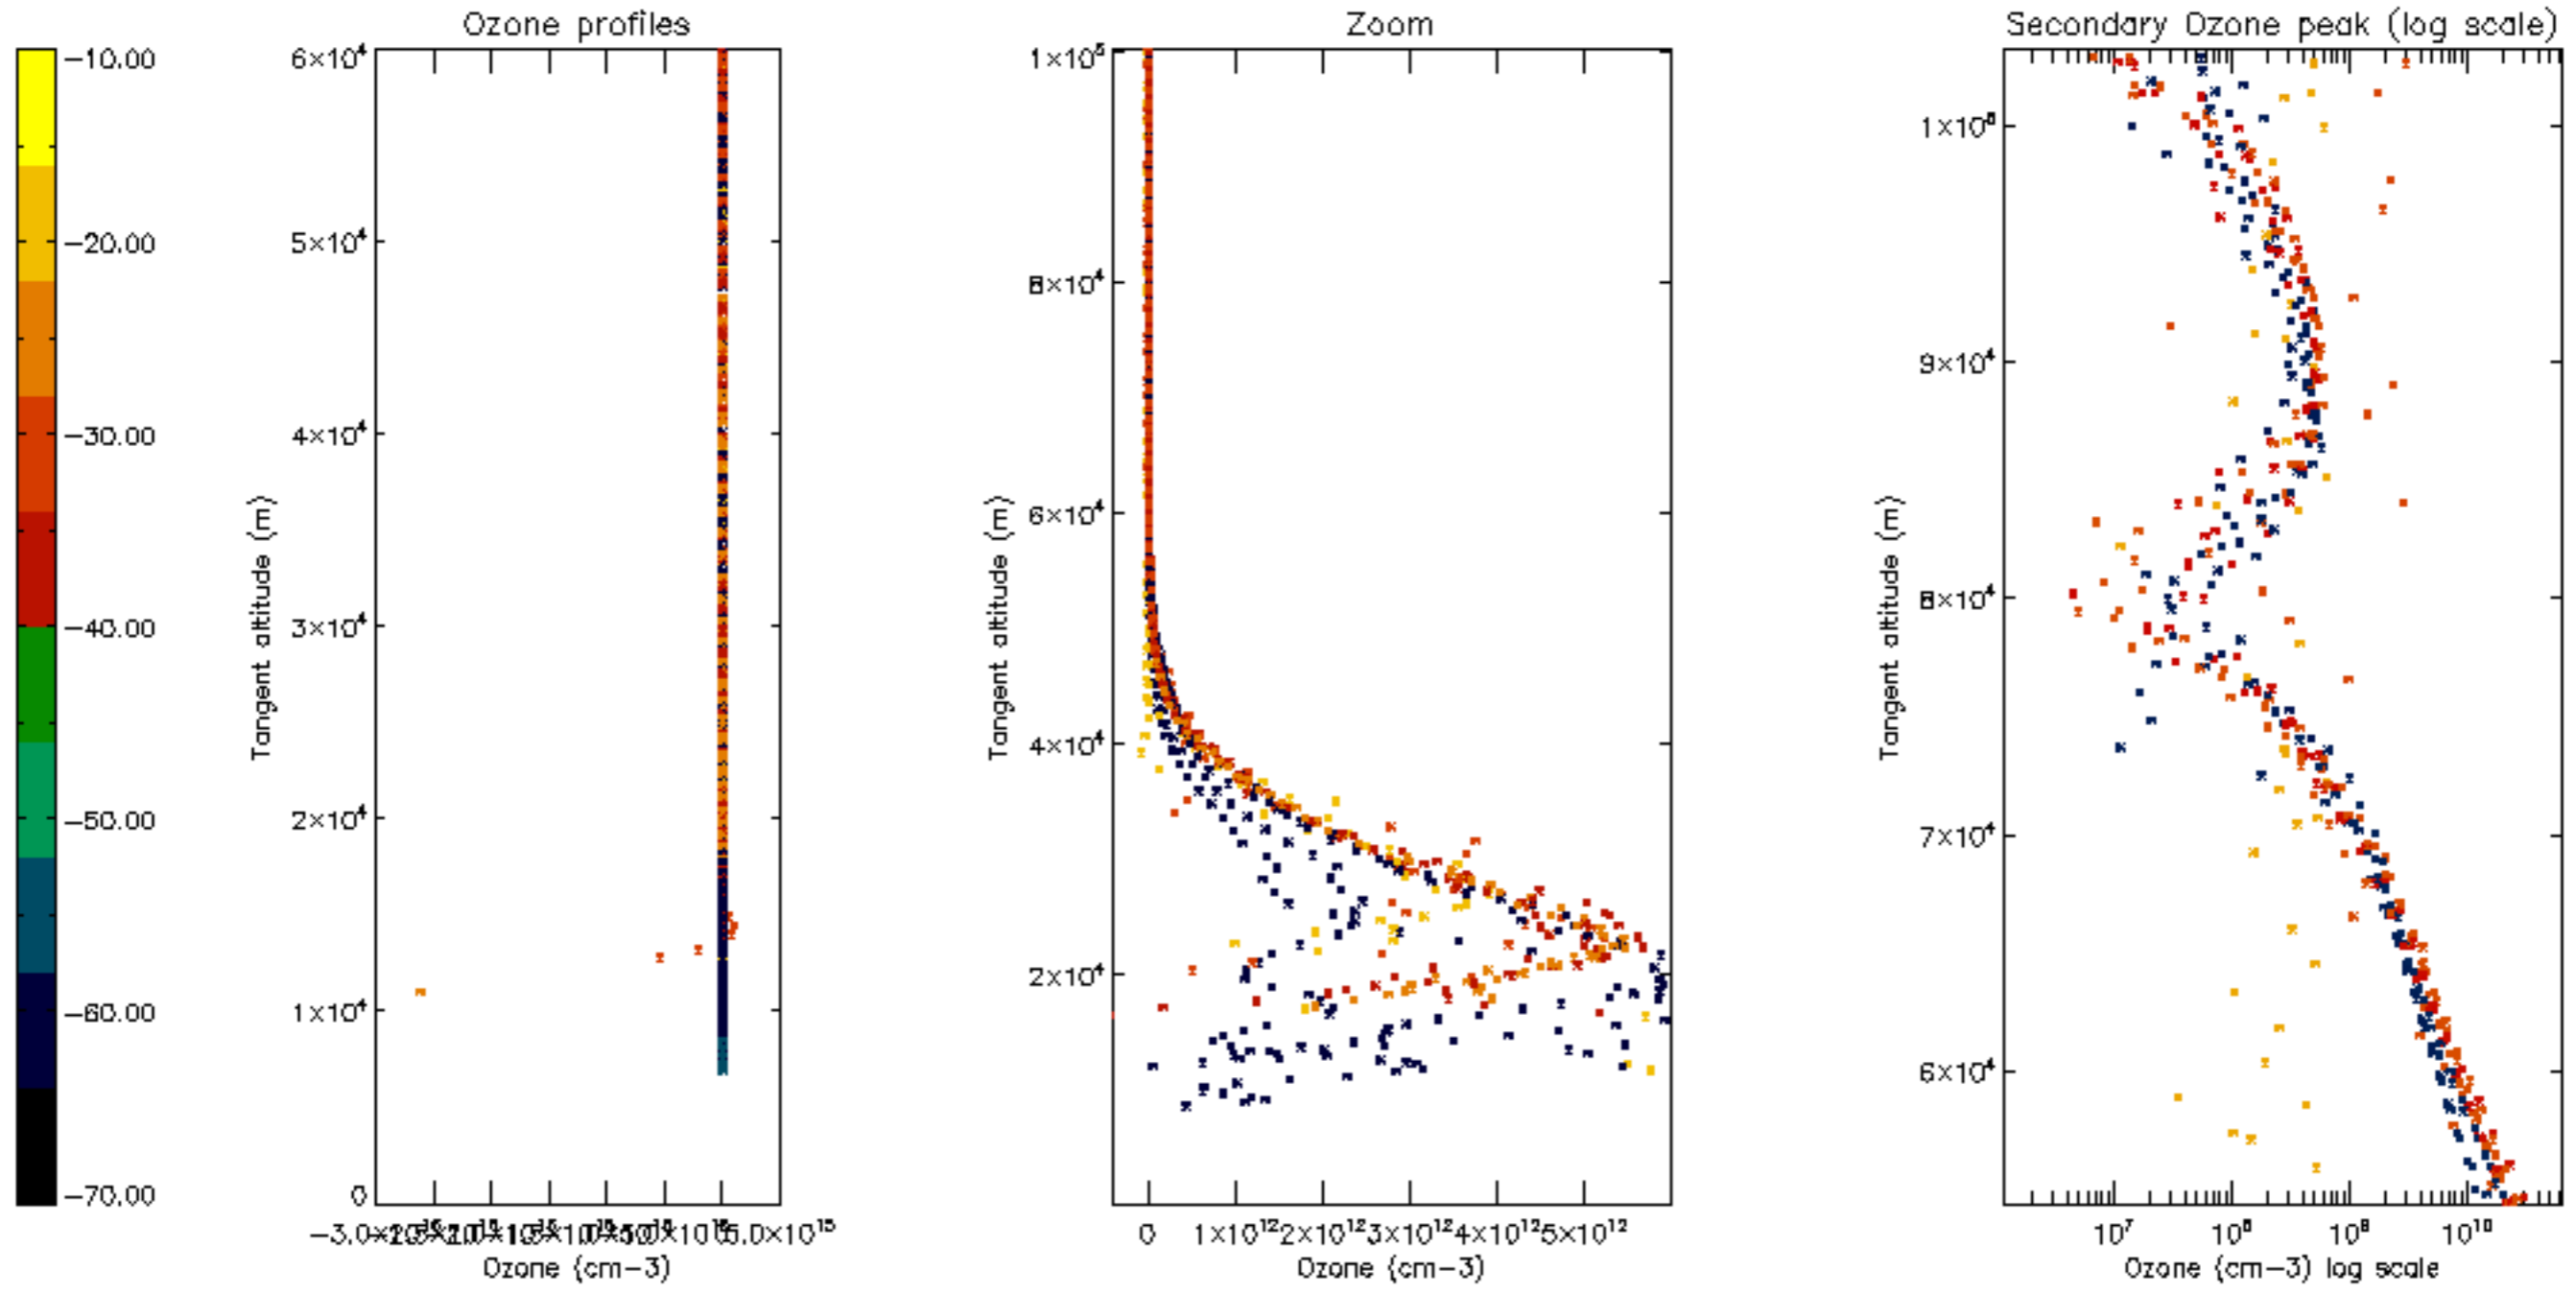 Ozone profiles
Zoom
Secondary Ozone peak (log scale)
-10.00
-20.00
-30.00
-40.00
-50.00
-60.00
-70.00
6×10⁴
5×10⁴
4×10⁴
3×10⁴
2×10⁴
1×10⁴
0
Tangent altitude (m)
5.0×10¹⁵
Ozone (cm-3)
1×10⁵
8×10⁴
6×10⁴
4×10⁴
2×10⁴
Tangent altitude (m)
0 1×10¹² 2×10¹² 3×10¹² 4×10¹² 5×10¹²
Ozone (cm-3)
1×10⁵
9×10⁴
8×10⁴
7×10⁴
6×10⁴
Tangent altitude (m)
10⁷ 10⁸ 10⁹ 10¹⁰
Ozone (cm-3) log scale